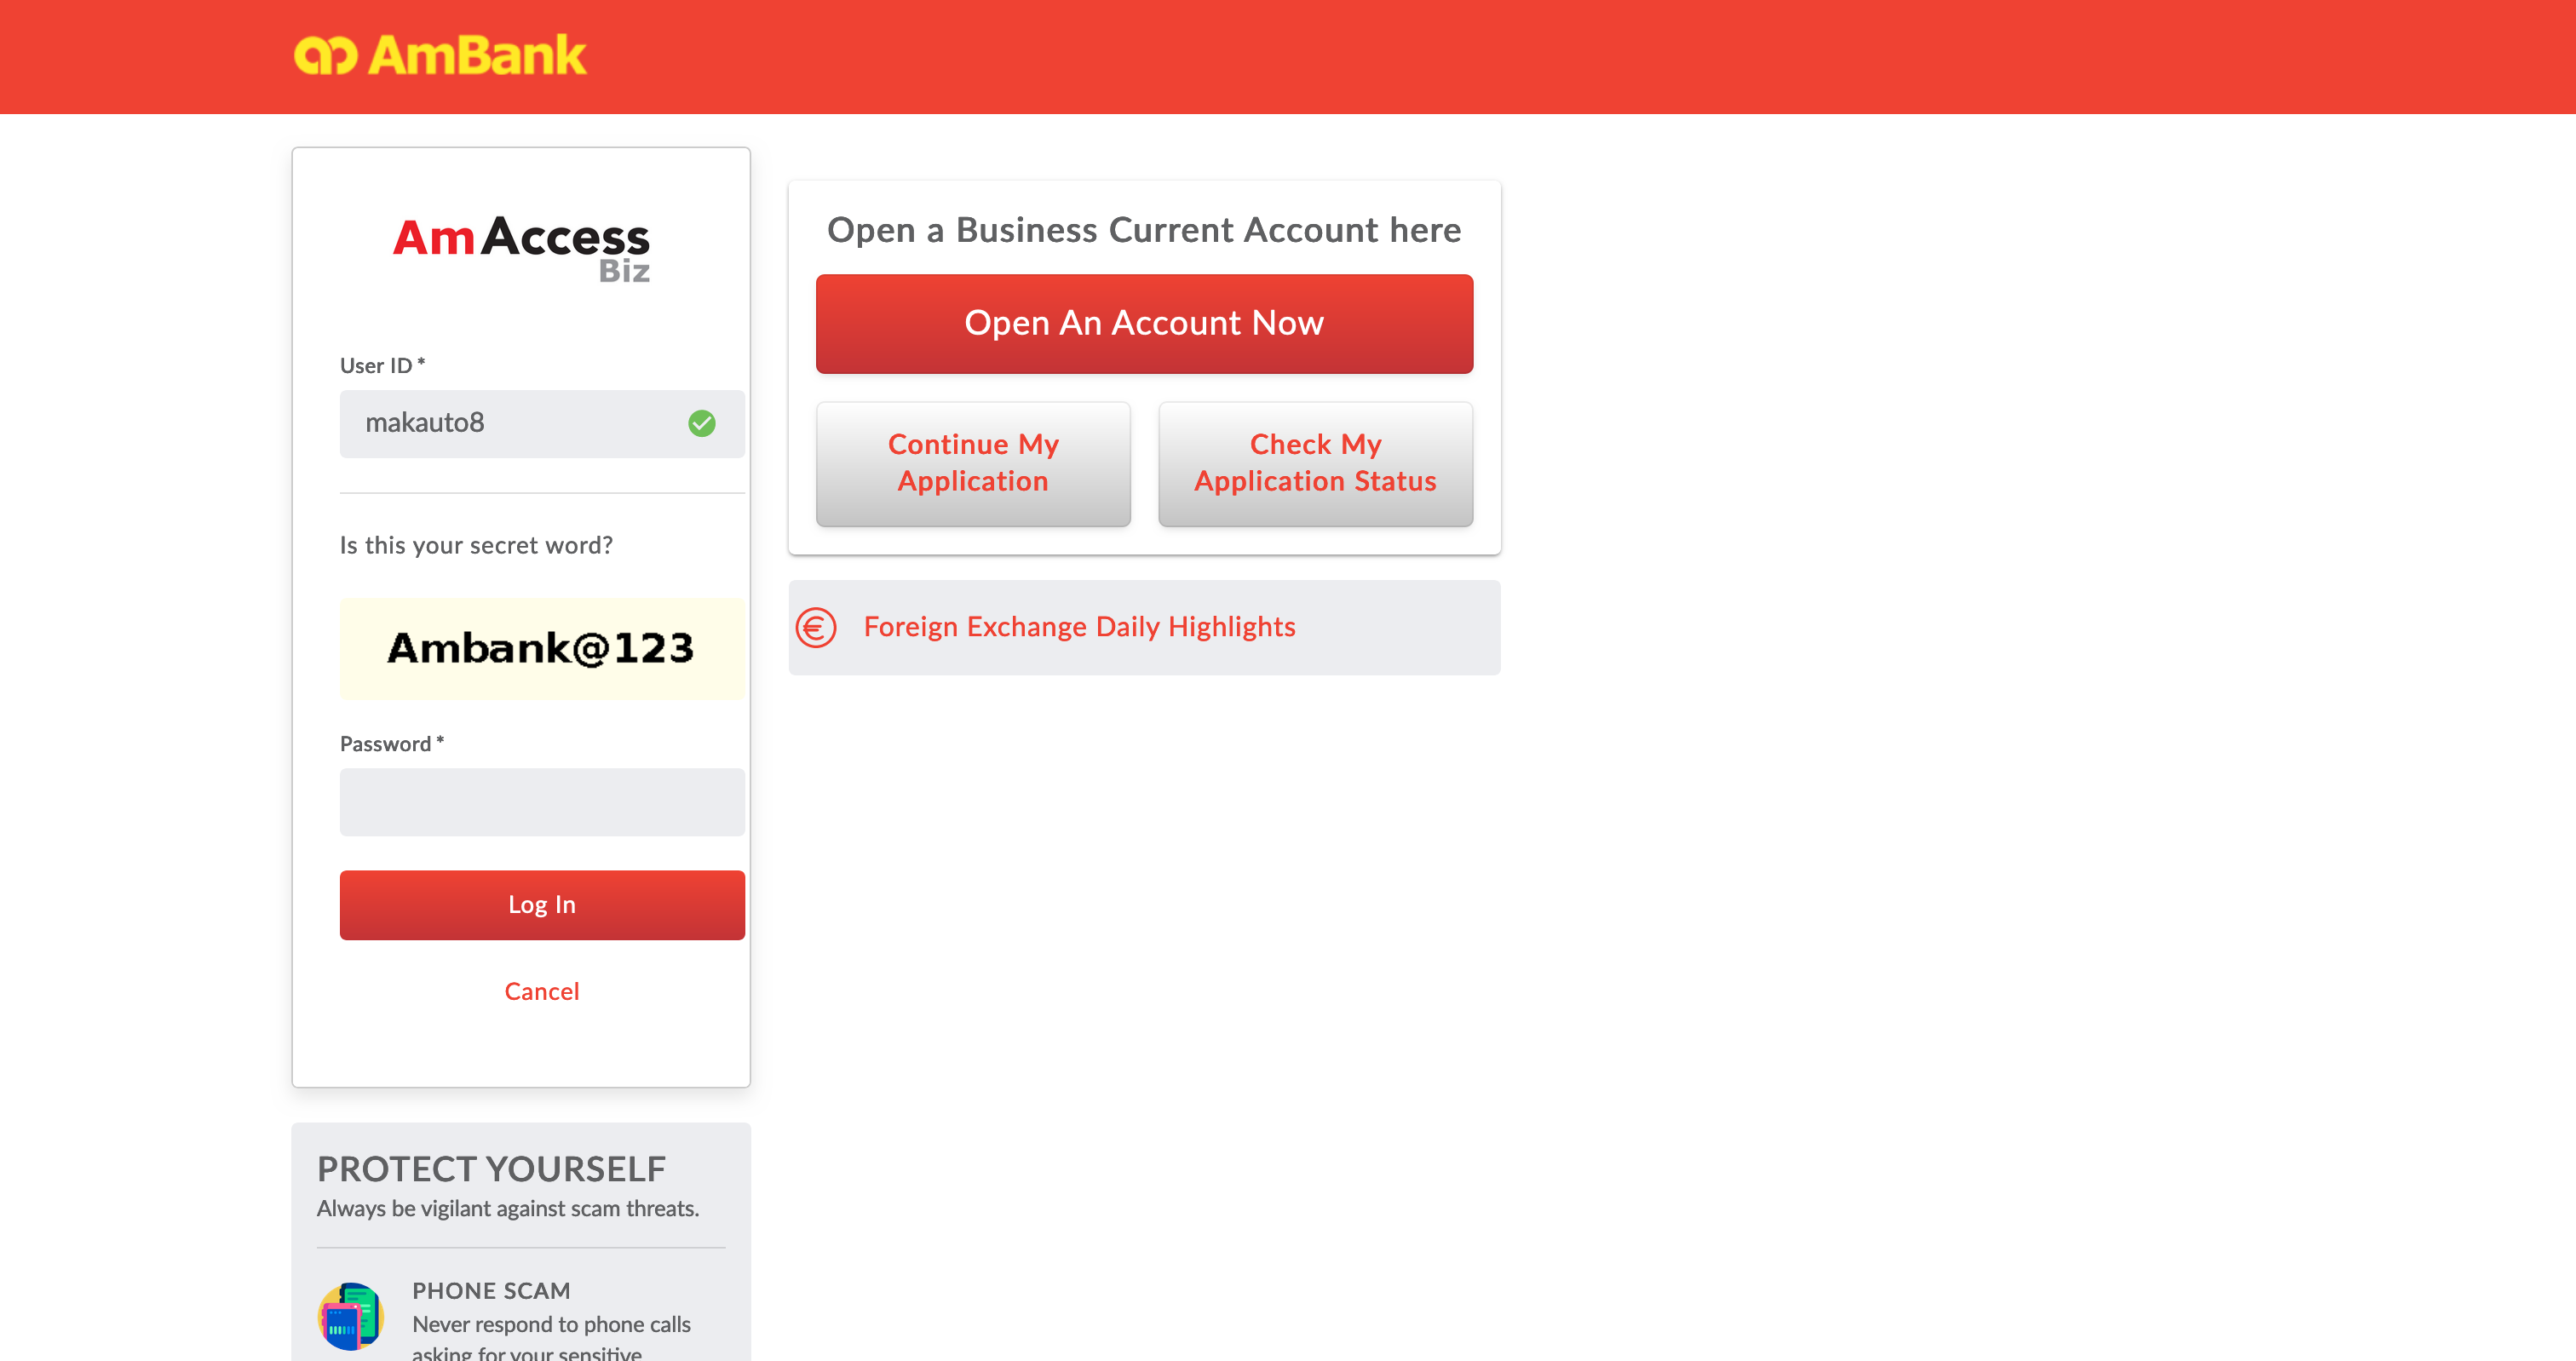 AmBank
AmAccess
Biz
User ID *
makauto8
Is this your secret word?
Ambank@123
Password *
Log In
Cancel
PROTECT YOURSELF
Always be vigilant against scam threats.
PHONE SCAM
Never respond to phone calls
asking for your sensitive
Open a Business Current Account here
Open An Account Now
Continue My
Application
Check My
Application Status
Foreign Exchange Daily Highlights